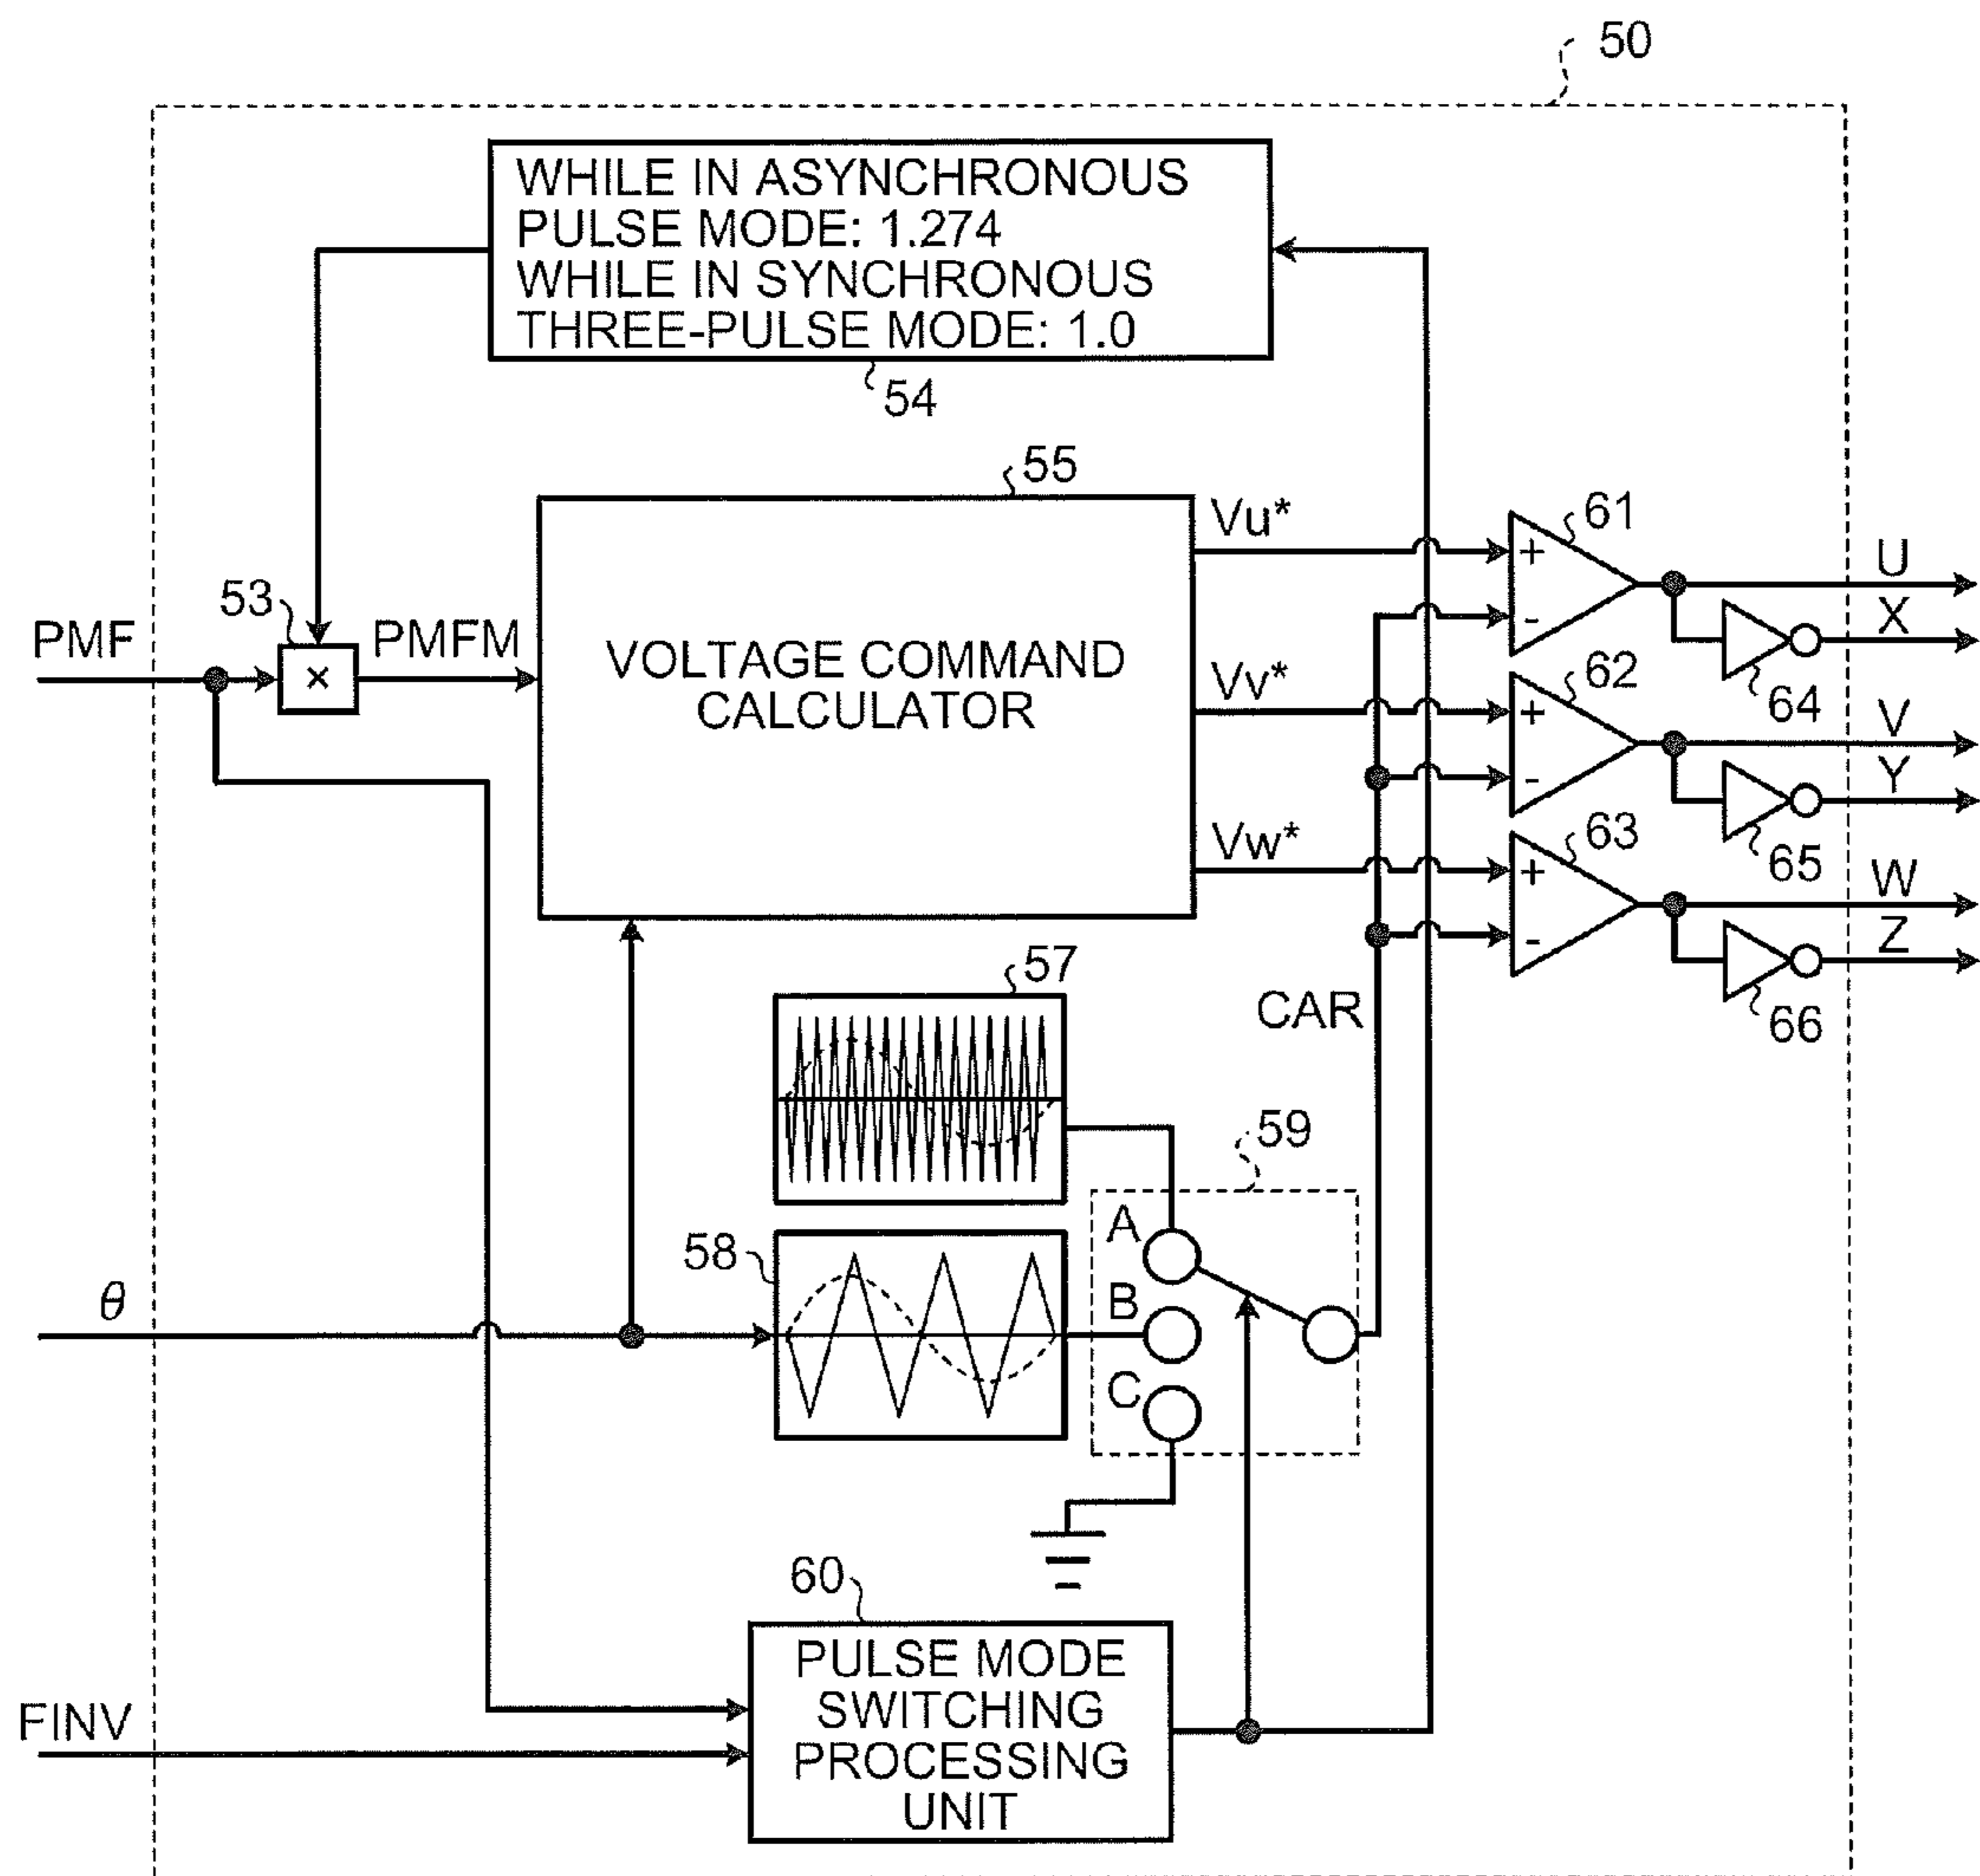 50
WHILE IN ASYNCHRONOUS
PULSE MODE: 1.274
WHILE IN SYNCHRONOUS
THREE-PULSE MODE: 1.0
54
55
Vu*
61
+
-
U
X
64
53
PMF
×
PMFM
VOLTAGE COMMAND
CALCULATOR
Vv*
62
+
-
V
Y
65
Vw*
63
+
-
W
Z
66
57
CAR
59
58
A
B
C
θ
60
PULSE MODE
SWITCHING
PROCESSING
UNIT
FINV